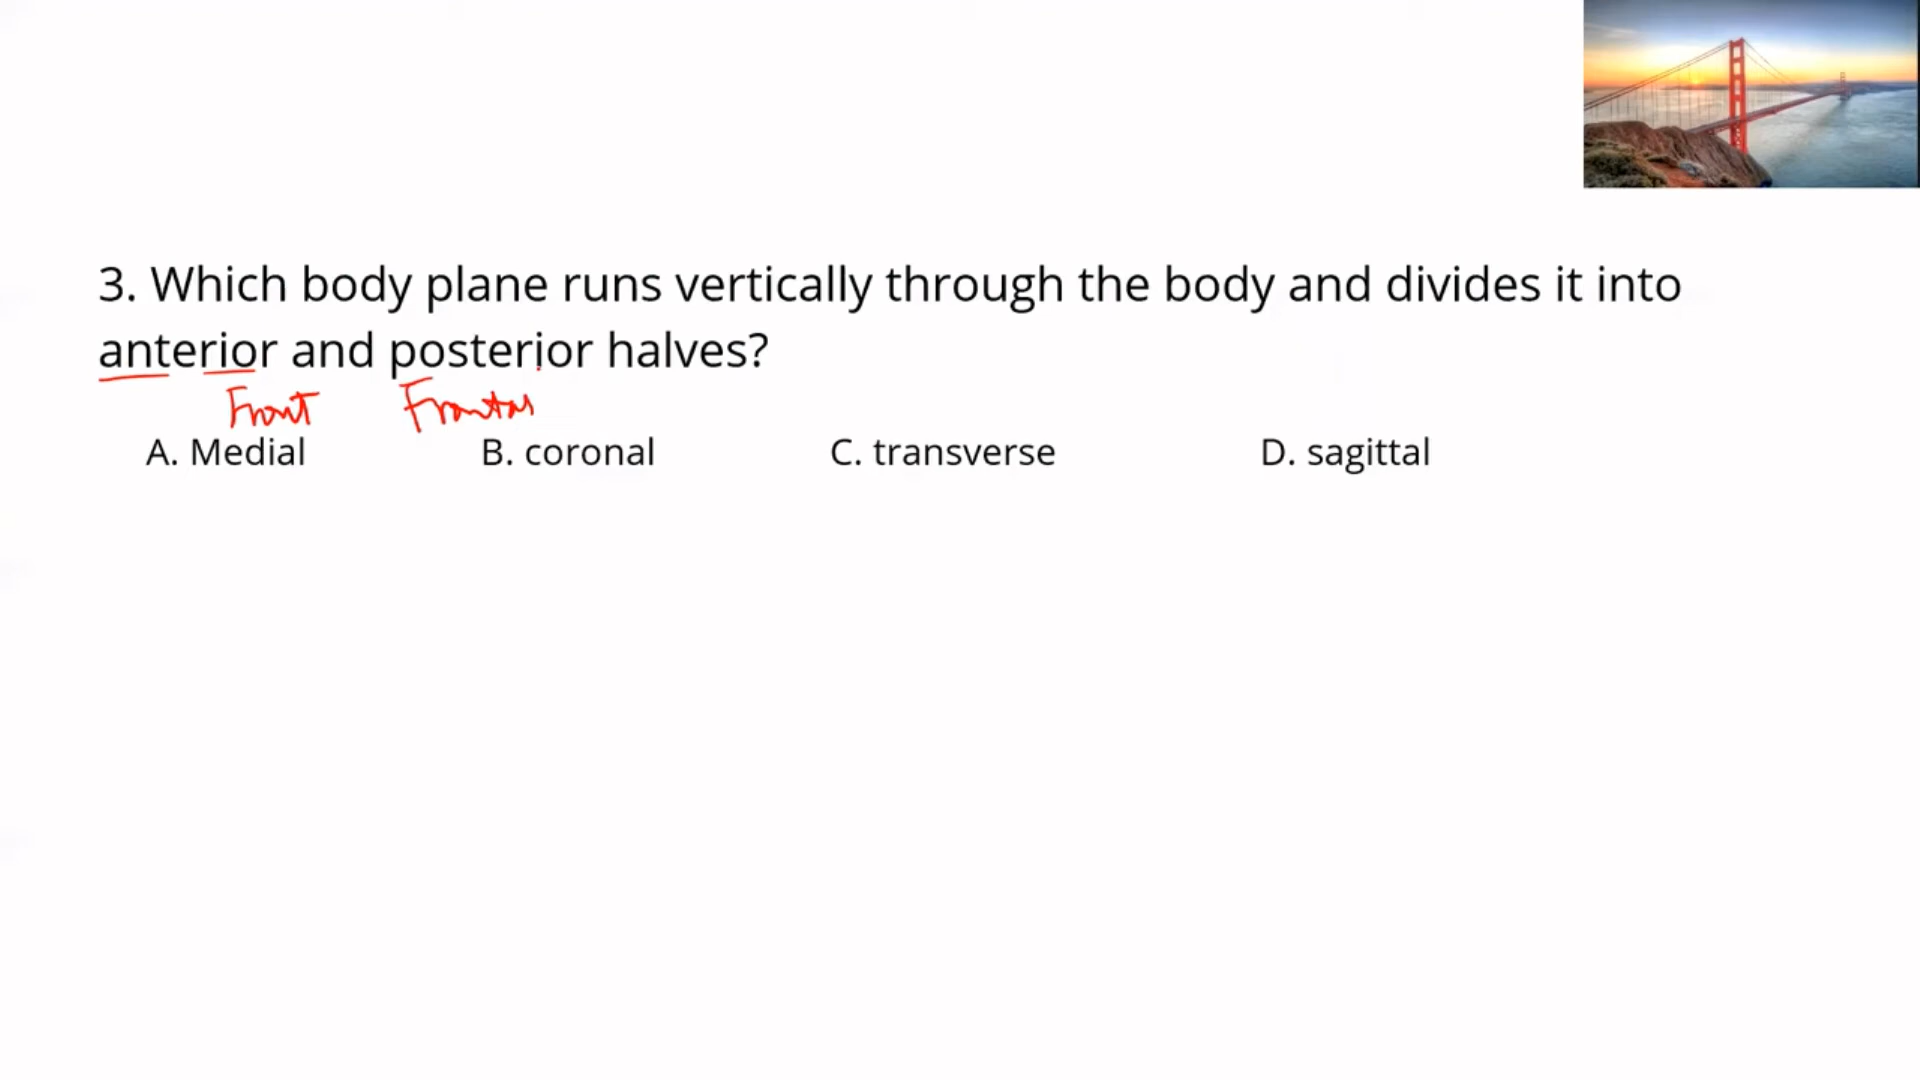 3. Which body plane runs vertically through the body and divides it into
anterior and posterior halves?
Front Frontal
A. Medial B. coronal C. transverse D. sagittal